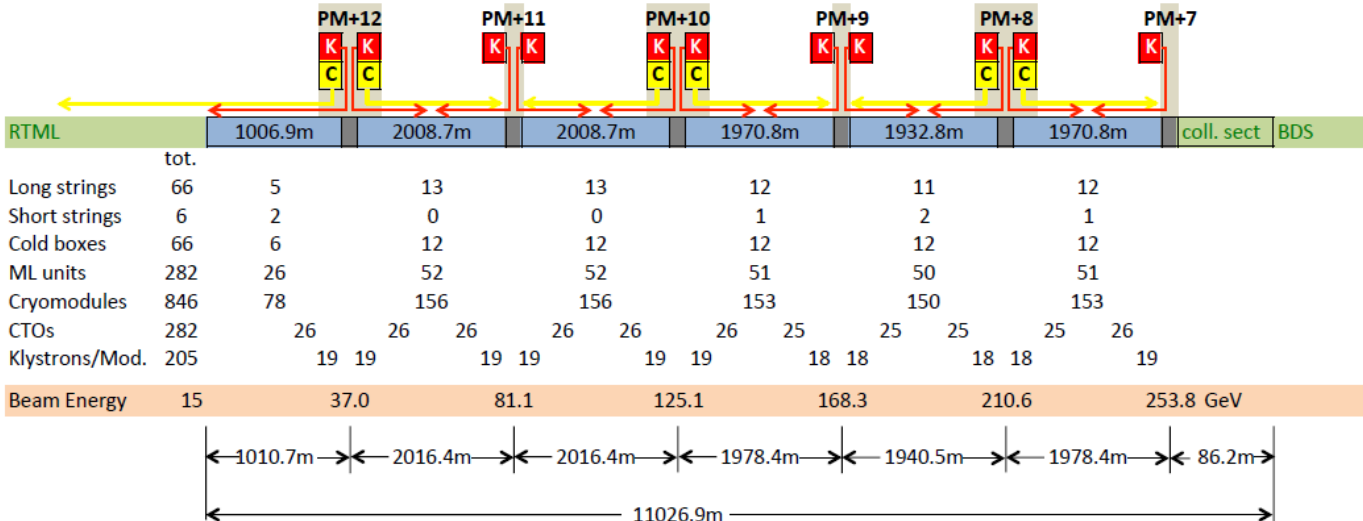 PM+12 PM+11 PM+10 PM+9 PM+8 PM+7
K K K K K K K K K K K
C C C C C C
RTML 1006.9m 2008.7m 2008.7m 1970.8m 1932.8m 1970.8m coll. sect BDS
tot.
Long strings 66 5 13 13 12 11 12
Short strings 6 2 0 0 1 2 1
Cold boxes 66 6 12 12 12 12 12
ML units 282 26 52 52 51 50 51
Cryomodules 846 78 156 156 153 150 153
CTOs 282 26 26 26 26 26 26 25 25 25 25 26
Klystrons/Mod. 205 19 19 19 19 19 19 18 18 18 18 19
Beam Energy 15 37.0 81.1 125.1 168.3 210.6 253.8 GeV
1010.7m 2016.4m 2016.4m 1978.4m 1940.5m 1978.4m 86.2m
11026.9m